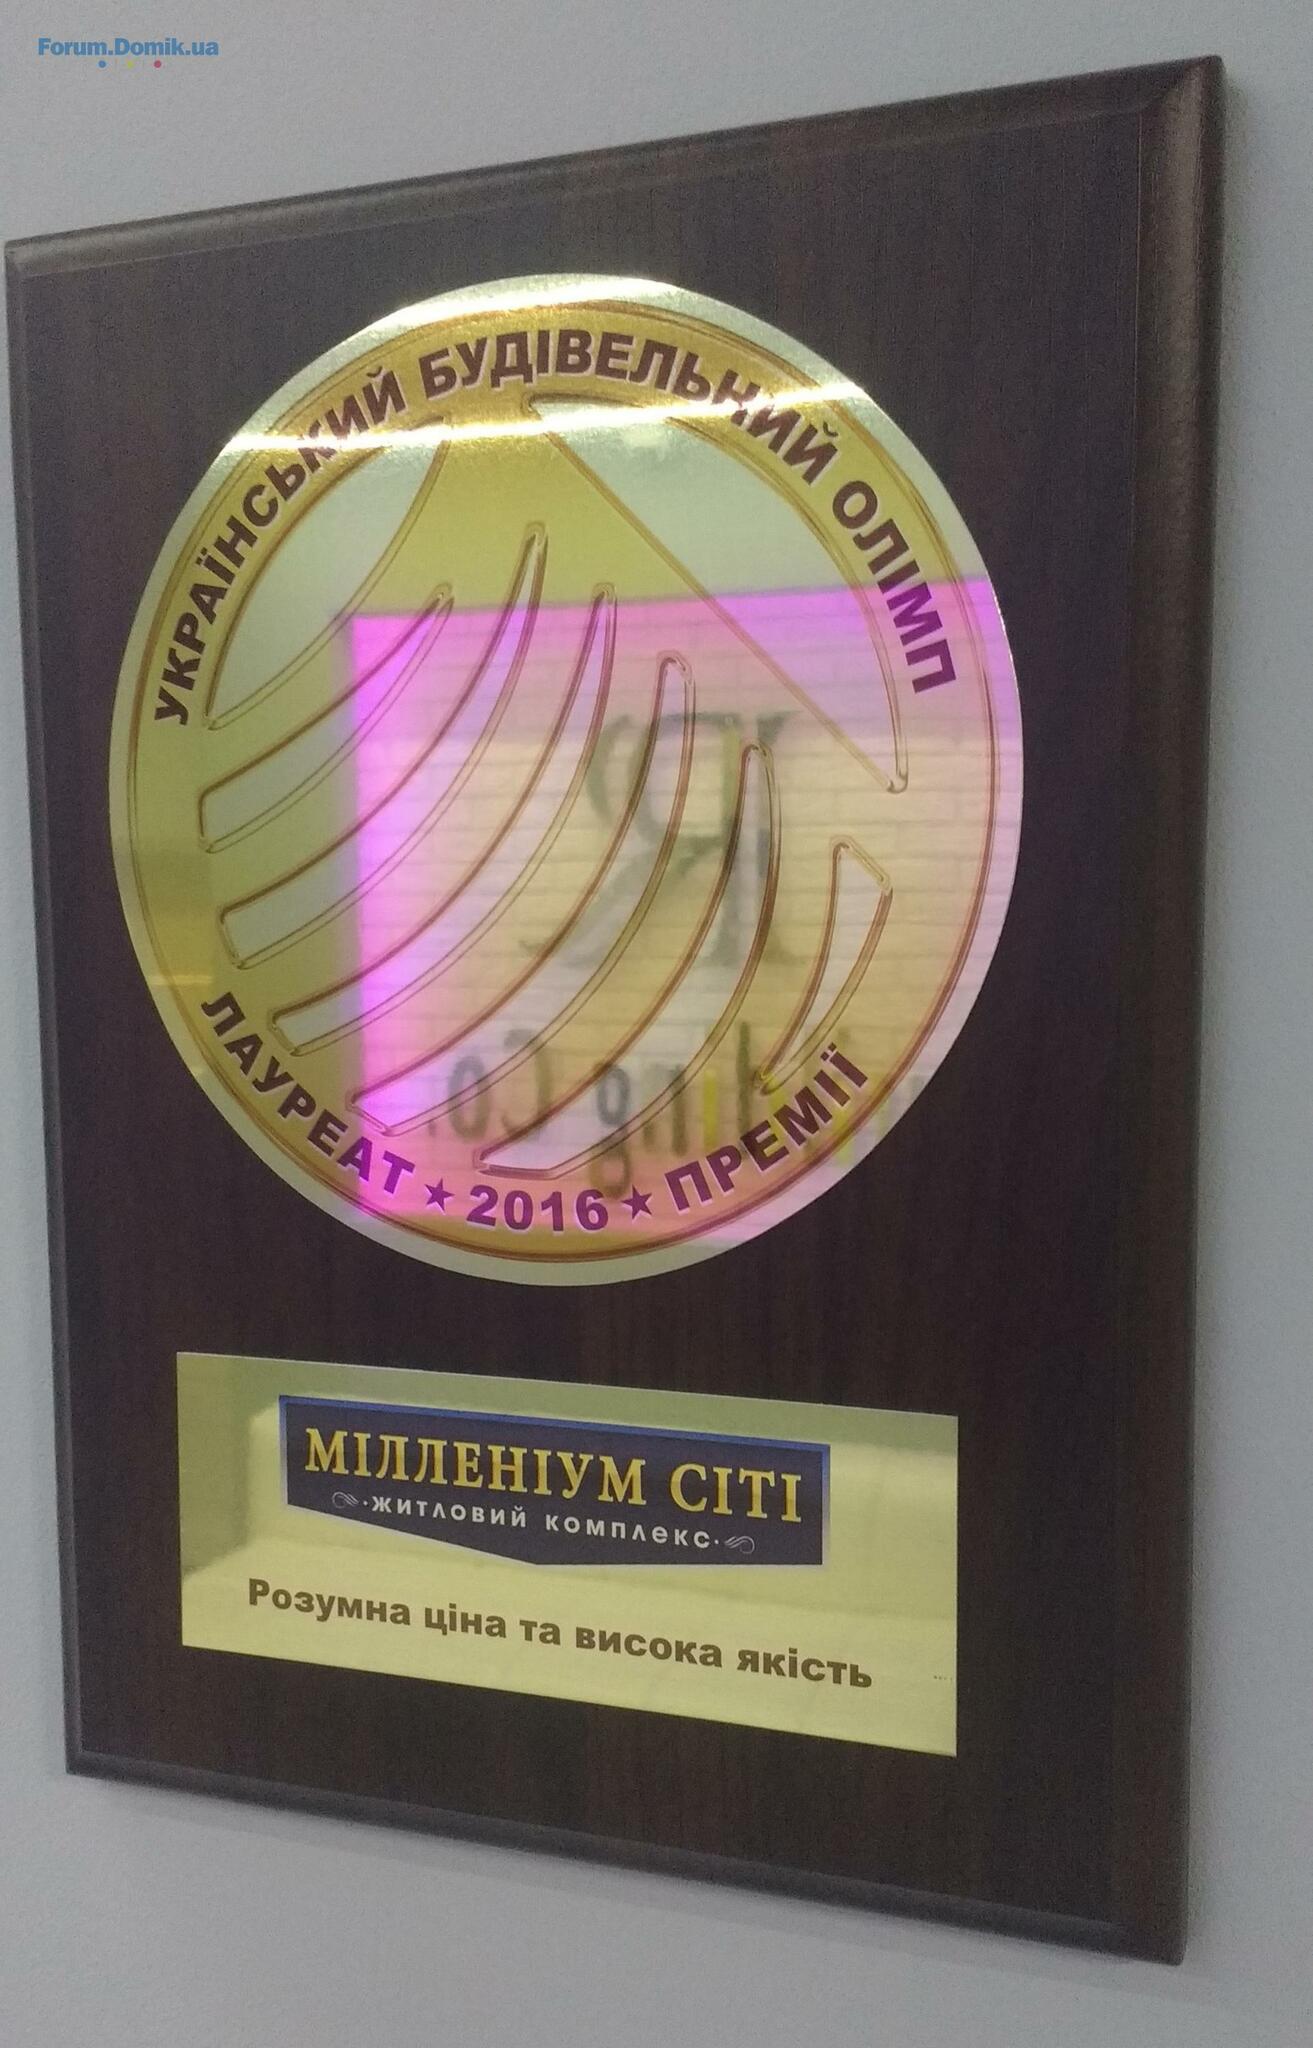 Forum.Domik.ua
УКРАЇНСЬКИЙ БУДІВЕЛЬНИЙ ОЛІМП
ЛАУРЕАТ ★ 2016 ★ ПРЕМІЇ
МІЛЛЕНІУМ СІТІ
·ЖИТЛОВИЙ КОМПЛЕКС·
Розумна ціна та висока якість